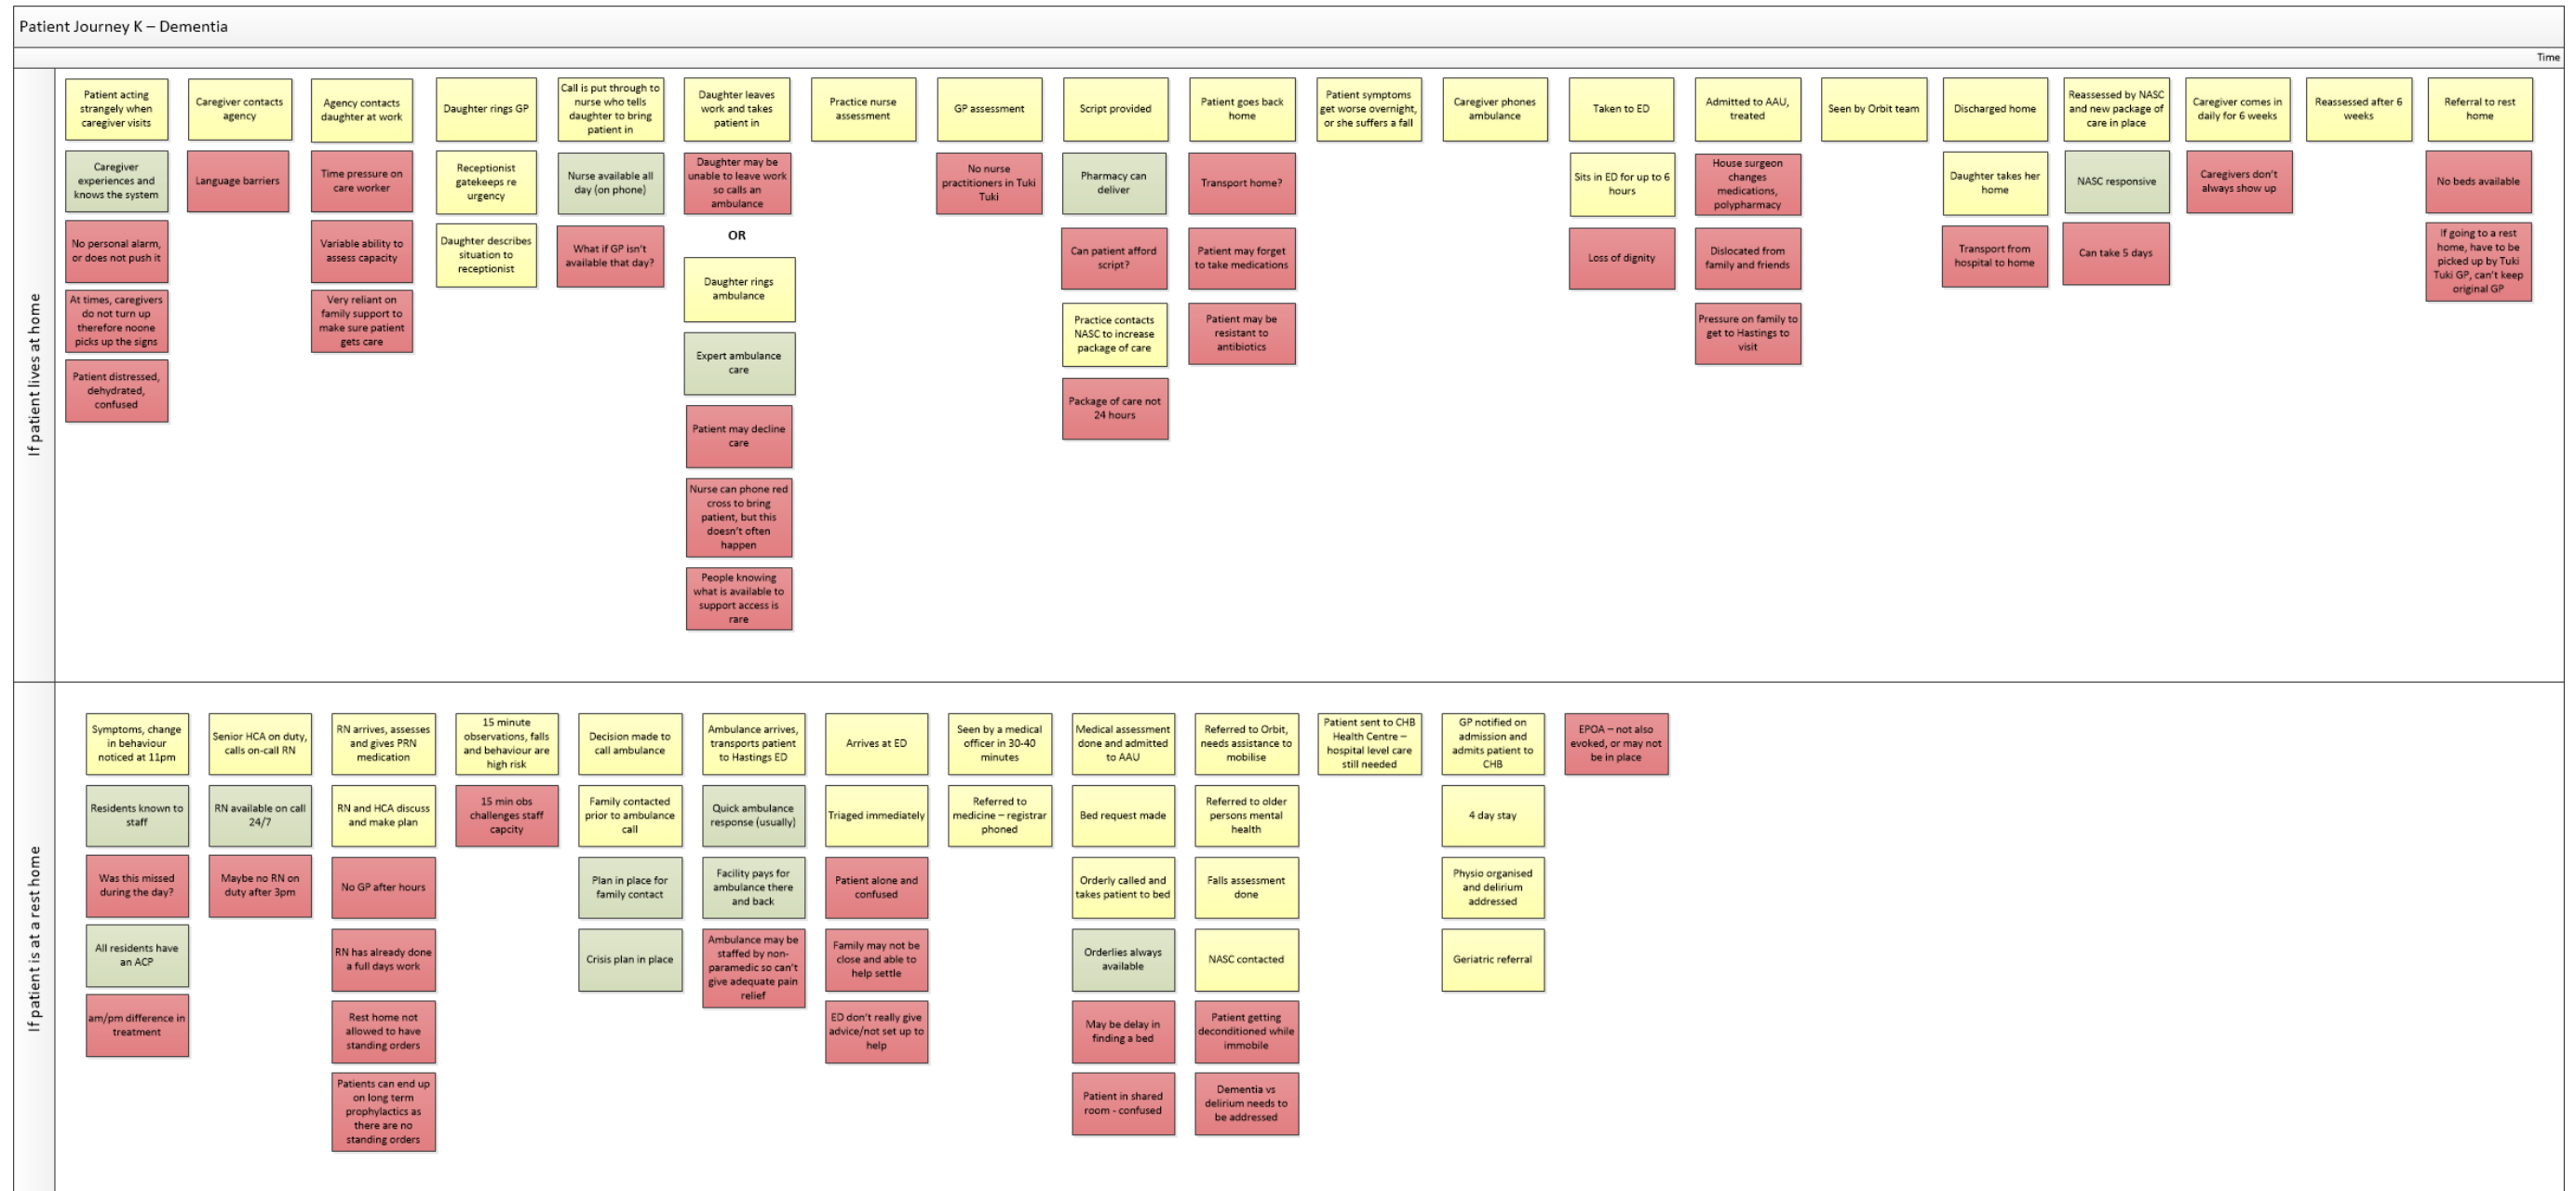 Patient Journey K – Dementia
Time
If patient lives at home
Patient acting
strangely when
caregiver visits
Caregiver
experiences and
knows the system
No personal alarm,
or does not push it
At times, caregivers
do not turn up
therefore noone
picks up the signs
Patient distressed,
dehydrated,
confused
Caregiver contacts
agency
Language barriers
Agency contacts
daughter at work
Time pressure on
care worker
Variable ability to
assess capacity
Very reliant on
family support to
make sure patient
gets care
Daughter rings GP
Receptionist
gatekeeps re
urgency
Daughter describes
situation to
receptionist
Call is put through to
nurse who tells
daughter to bring
patient in
Nurse available all
day (on phone)
What if GP isn't
available that day?
Daughter leaves
work and takes
patient in
Daughter may be
unable to leave work
so calls an
ambulance
OR
Daughter rings
ambulance
Expert ambulance
care
Patient may decline
care
Nurse can phone red
cross to bring
patient, but this
doesn't often
happen
People knowing
what is available to
support access is
rare
Practice nurse
assessment
GP assessment
No nurse
practitioners in Tuki
Tuki
Script provided
Pharmacy can
deliver
Can patient afford
script?
Practice contacts
NASC to increase
package of care
Package of care not
24 hours
Patient goes back
home
Transport home?
Patient may forget
to take medications
Patient may be
resistant to
antibiotics
Patient symptoms
get worse overnight,
or she suffers a fall
Caregiver phones
ambulance
Taken to ED
Sits in ED for up to 6
hours
Loss of dignity
Admitted to AAU,
treated
House surgeon
changes
medications,
polypharmacy
Dislocated from
family and friends
Pressure on family to
get to Hastings to
visit
Seen by Orbit team
Discharged home
Daughter takes her
home
Transport from
hospital to home
Reassessed by NASC
and new package of
care in place
NASC responsive
Can take 5 days
Caregiver comes in
daily for 6 weeks
Caregivers don't
always show up
Reassessed after 6
weeks
Referral to rest
home
No beds available
If going to a rest
home, have to be
picked up by Tuki
Tuki GP, can't keep
original GP
If patient is at a rest home
Symptoms, change
in behaviour
noticed at 11pm
Residents known to
staff
Was this missed
during the day?
All residents have
an ACP
am/pm difference in
treatment
Senior HCA on duty,
calls on-call RN
RN available on call
24/7
Maybe no RN on
duty after 3pm
RN arrives, assesses
and gives PRN
medication
RN and HCA discuss
and make plan
No GP after hours
RN has already done
a full days work
Rest home not
allowed to have
standing orders
Patients can end up
on long term
prophylactics as
there are no
standing orders
15 minute
observations, falls
and behaviour are
high risk
15 min obs
challenges staff
capcity
Decision made to
call ambulance
Family contacted
prior to ambulance
call
Plan in place for
family contact
Crisis plan in place
Ambulance arrives,
transports patient
to Hastings ED
Quick ambulance
response (usually)
Facility pays for
ambulance there
and back
Ambulance may be
staffed by non-
paramedic so can't
give adequate pain
relief
Arrives at ED
Triaged immediately
Patient alone and
confused
Family may not be
close and able to
help settle
ED don't really give
advice/not set up to
help
Seen by a medical
officer in 30-40
minutes
Referred to
medicine – registrar
phoned
Medical assessment
done and admitted
to AAU
Bed request made
Orderly called and
takes patient to bed
Orderlies always
available
May be delay in
finding a bed
Patient in shared
room - confused
Referred to Orbit,
needs assistance to
mobilise
Referred to older
persons mental
health
Falls assessment
done
NASC contacted
Patient getting
deconditioned while
immobile
Dementia vs
delirium needs to
be addressed
Patient sent to CHB
Health Centre –
hospital level care
still needed
GP notified on
admission and
admits patient to
CHB
4 day stay
Physio organised
and delirium
addressed
Geriatric referral
EPOA – not also
evoked, or may not
be in place